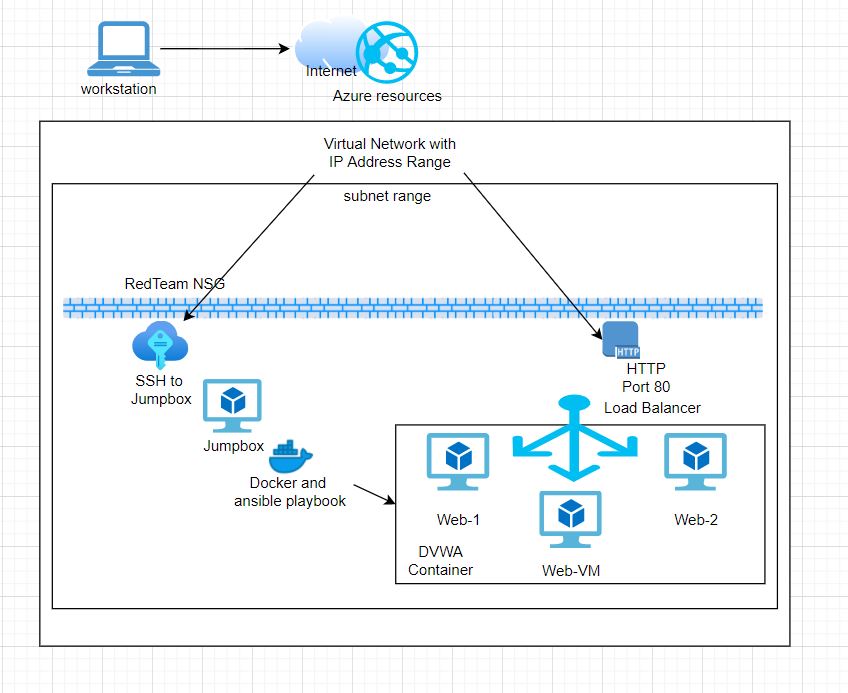 workstation
Internet
Azure resources
Virtual Network with
IP Address Range
subnet range
RedTeam NSG
SSH to
Jumpbox
Jumpbox
Docker and
ansible playbook
HTTP
HTTP
Port 80
Load Balancer
Web-1
Web-2
Web-VM
DVWA
Container